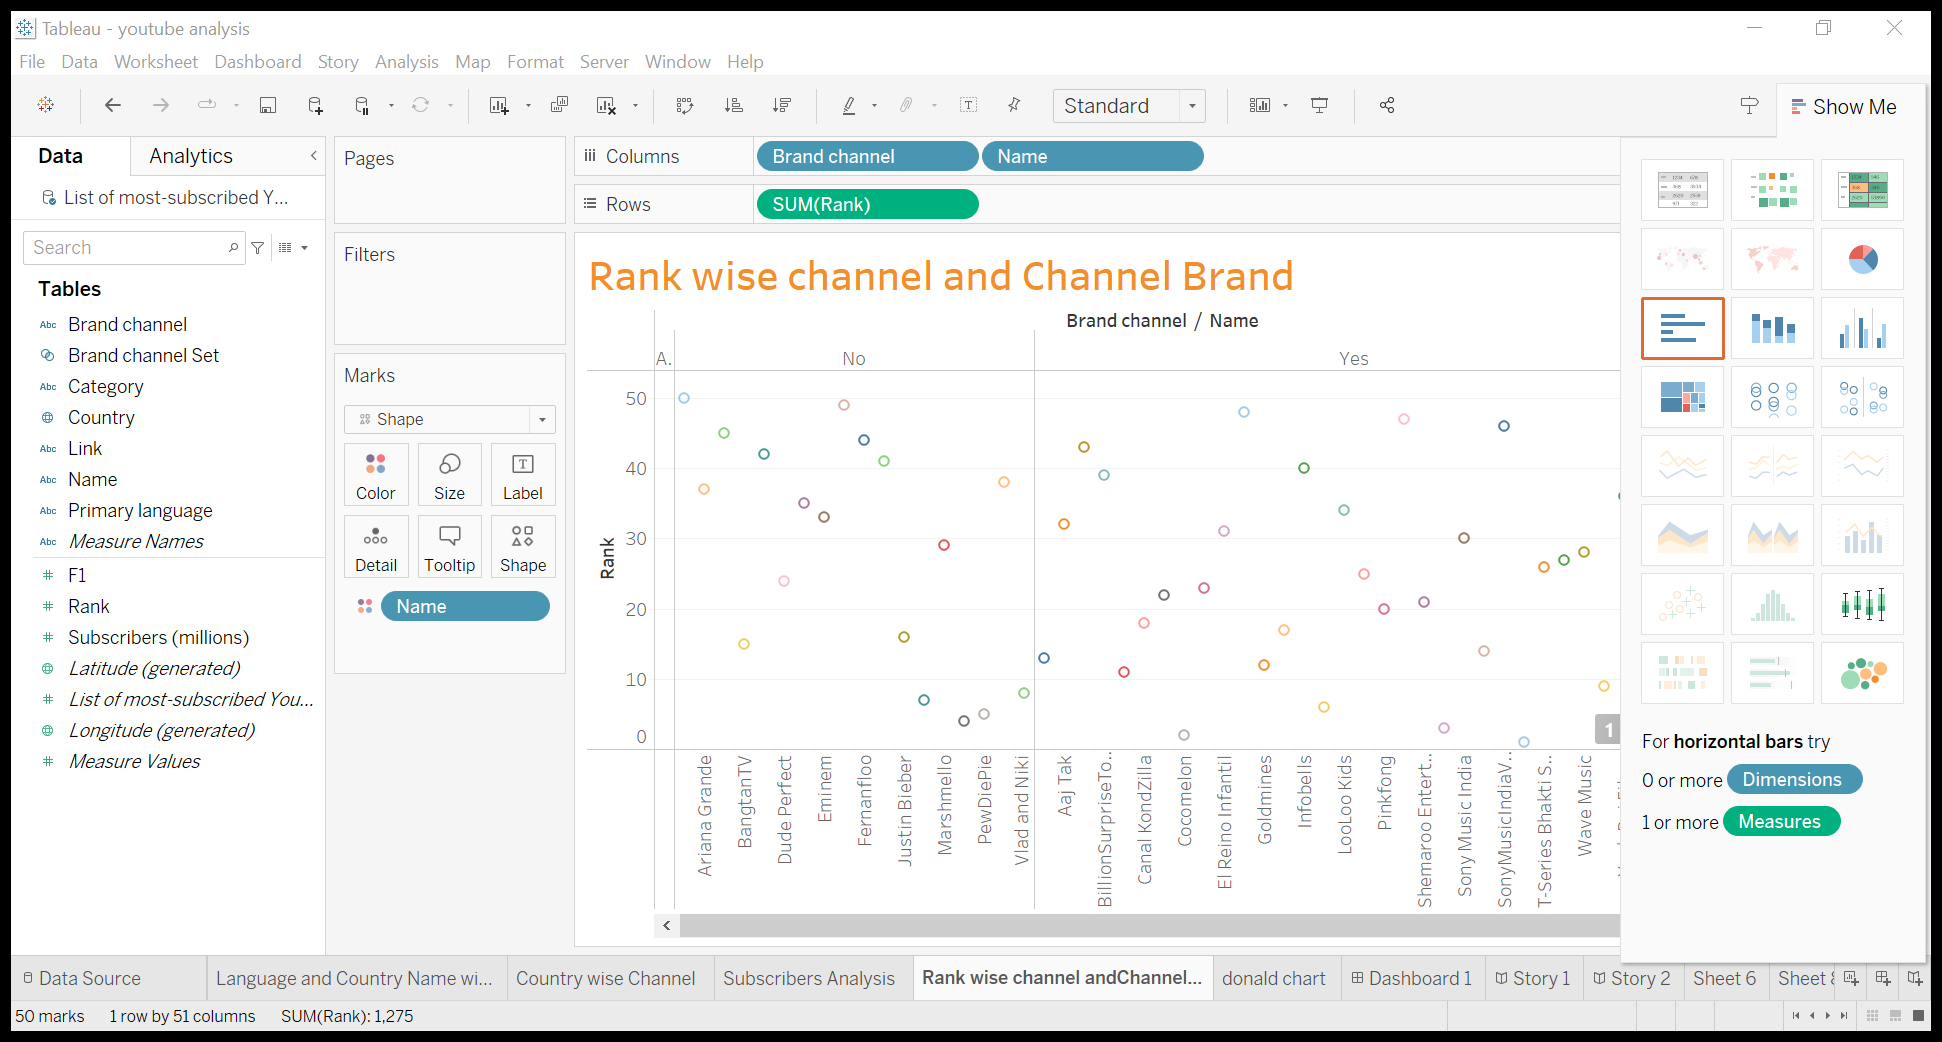 Tableau - youtube analysis
File Data Worksheet Dashboard Story Analysis Map Format Server Window Help
Standard
Show Me
Data Analytics
List of most-subscribed Y...
Search
Tables
Abc Brand channel
Brand channel Set
Abc Category
Country
Abc Link
Abc Name
Abc Primary language
Abc Measure Names
# F1
# Rank
# Subscribers (millions)
Latitude (generated)
# List of most-subscribed You...
Longitude (generated)
# Measure Values
Pages
Filters
Marks
Shape
Color Size Label
Detail Tooltip Shape
Name
Columns Brand channel Name
Rows SUM(Rank)
Rank wise channel and Channel Brand
Brand channel / Name
A. No Yes
50
40
30
20
10
0
Rank
Ariana Grande
BangtanTV
Dude Perfect
Eminem
Fernanfloo
Justin Bieber
Marshmello
PewDiePie
Vlad and Niki
Aaj Tak
BillionSurpriseTo..
Canal KondZilla
Cocomelon
El Reino Infantil
Goldmines
Infobells
LooLoo Kids
Pinkfong
Shemaroo Entert..
Sony Music India
SonyMusicIndiaV..
T-Series Bhakti S..
Wave Music
1
For horizontal bars try
0 or more Dimensions
1 or more Measures
Data Source Language and Country Name wi... Country wise Channel Subscribers Analysis Rank wise channel andChannel... donald chart Dashboard 1 Story 1 Story 2 Sheet 6 Sheet
50 marks 1 row by 51 columns SUM(Rank): 1,275